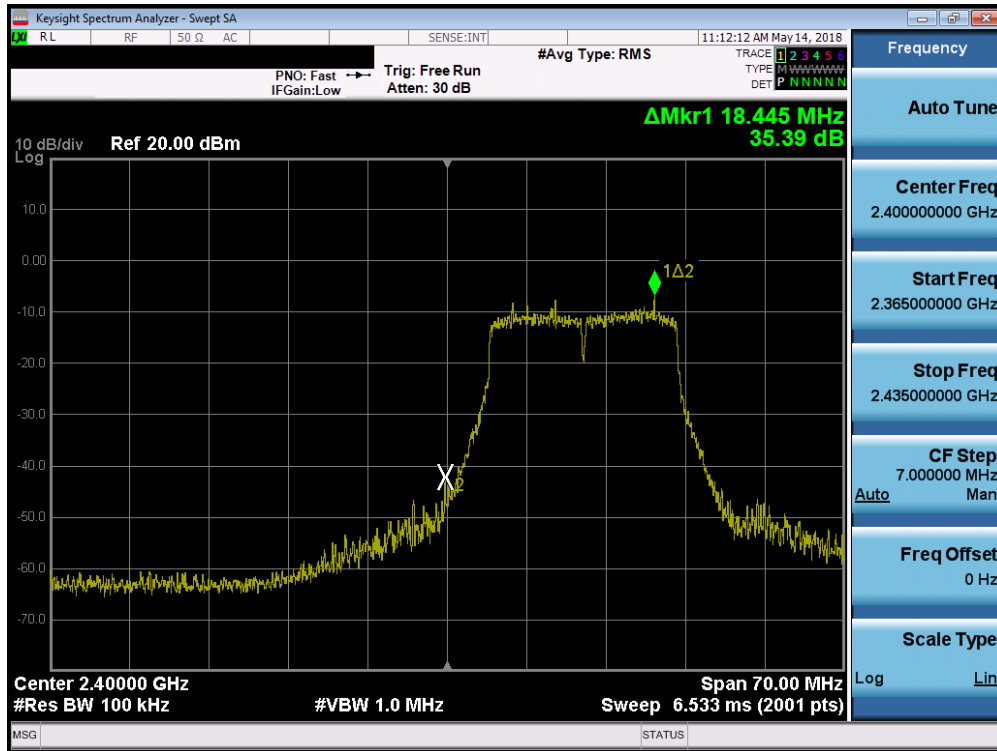 Keysight Spectrum Analyzer - Swept SA
LXI RL RF 50 Ω AC SENSE:INT 11:12:12 AM May 14, 2018
#Avg Type: RMS
TRACE 1 2 3 4 5 6
TYPE M WWWWW
DET P N N N N N
PNO: Fast
IFGain:Low
Trig: Free Run
Atten: 30 dB
ΔMkr1 18.445 MHz
35.39 dB
10 dB/div
Log
Ref 20.00 dBm
10.0
0.00
-10.0
-20.0
-30.0
-40.0
-50.0
-60.0
-70.0
1Δ2
X2
Center 2.40000 GHz
Span 70.00 MHz
#Res BW 100 kHz
#VBW 1.0 MHz
Sweep 6.533 ms (2001 pts)
MSG
STATUS
Frequency
Auto Tune
Center Freq
2.400000000 GHz
Start Freq
2.365000000 GHz
Stop Freq
2.435000000 GHz
CF Step
7.000000 MHz
Auto Man
Freq Offset
0 Hz
Scale Type
Log Lin